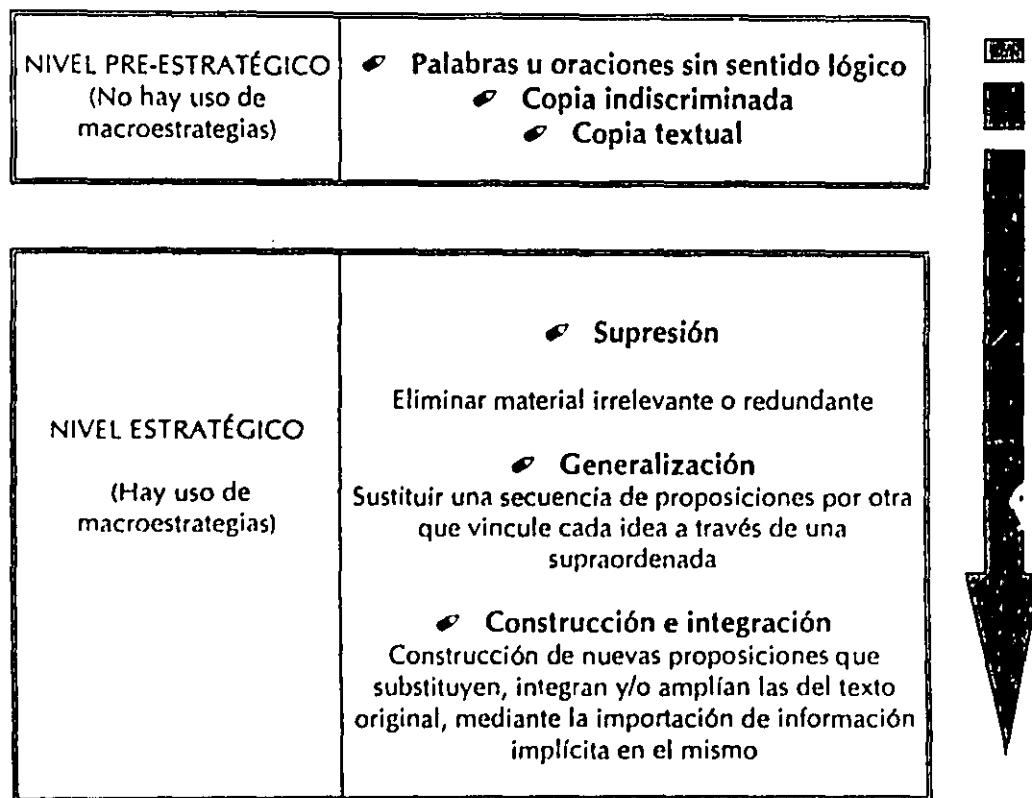 NIVEL PRE-ESTRATÉGICO
(No hay uso de
macroestrategias)
Palabras u oraciones sin sentido lógico
Copia indiscriminada
Copia textual
NIVEL ESTRATÉGICO
(Hay uso de
macroestrategias)
Supresión
Eliminar material irrelevante o redundante
Generalización
Sustituir una secuencia de proposiciones por otra
que vincule cada idea a través de una
supraordenada
Construcción e integración
Construcción de nuevas proposiciones que
substituyen, integran y/o amplían las del texto
original, mediante la importación de información
implícita en el mismo